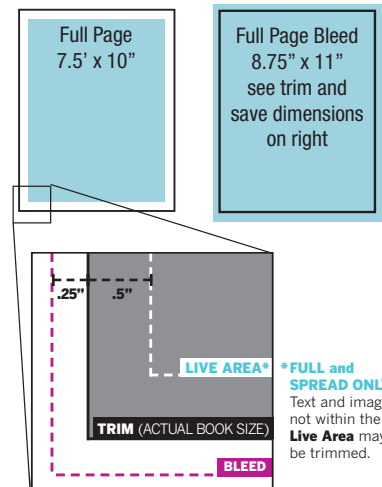 Full Page
7.5’ x 10”
Full Page Bleed
8.75” x 11”
see trim and
save dimensions
on right
.25”
.5”
LIVE AREA*
TRIM (ACTUAL BOOK SIZE)
BLEED
*FULL and
SPREAD ONL
Text and imag
not within the
Live Area may
be trimmed.